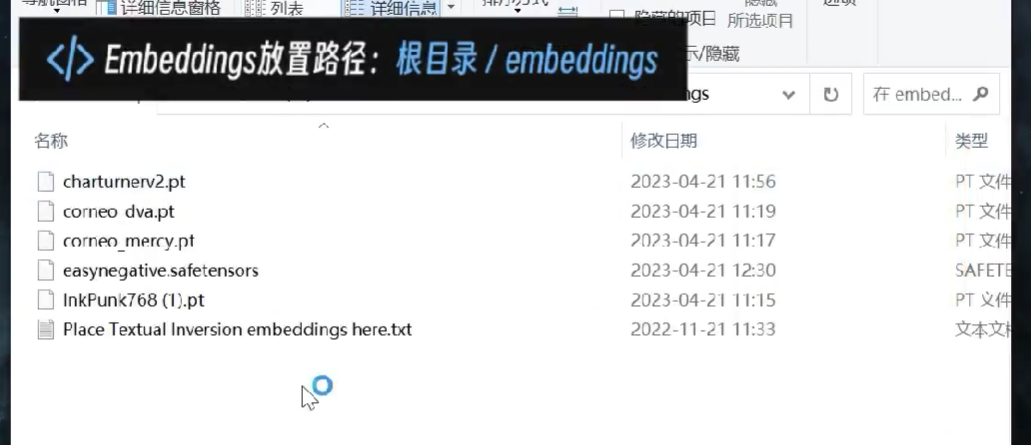 导航窗格 详细信息窗格 列表 详细信息 排序方式 隐藏 选项
隐藏的项目 所选项目
示/隐藏
</> Embeddings放置路径：根目录 / embeddings
ngs 在 embed...
名称 修改日期 类型
charturnerv2.pt 2023-04-21 11:56 PT 文件
corneo_dva.pt 2023-04-21 11:19 PT 文件
corneo_mercy.pt 2023-04-21 11:17 PT 文件
easynegative.safetensors 2023-04-21 12:30 SAFETE
InkPunk768 (1).pt 2023-04-21 11:15 PT 文件
Place Textual Inversion embeddings here.txt 2022-11-21 11:33 文本文档